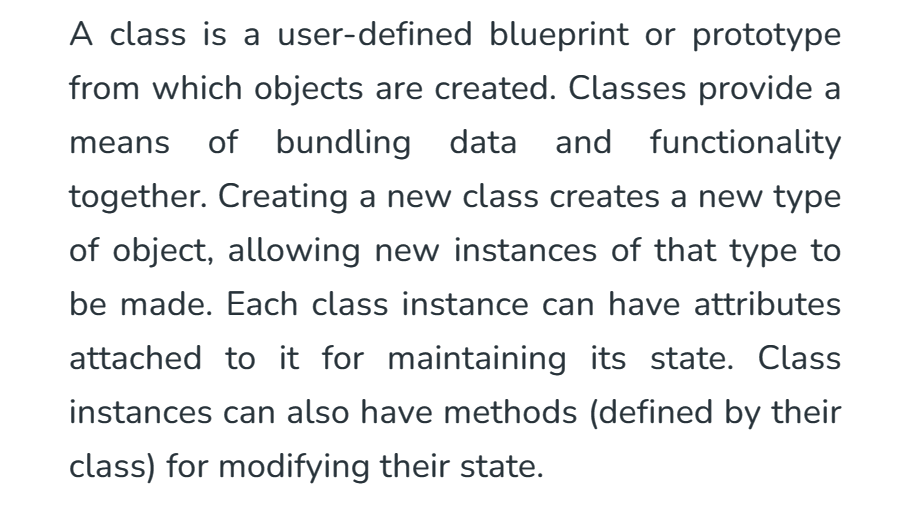 A class is a user-defined blueprint or prototype
from which objects are created. Classes provide a
means of bundling data and functionality
together. Creating a new class creates a new type
of object, allowing new instances of that type to
be made. Each class instance can have attributes
attached to it for maintaining its state. Class
instances can also have methods (defined by their
class) for modifying their state.